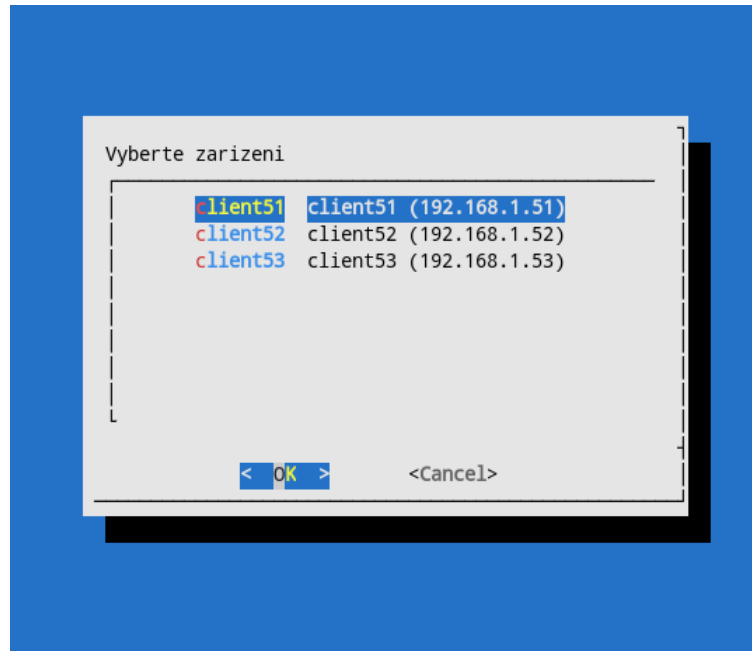 Vyberte zarizeni
client51 client51 (192.168.1.51)
client52 client52 (192.168.1.52)
client53 client53 (192.168.1.53)
< OK > <Cancel>